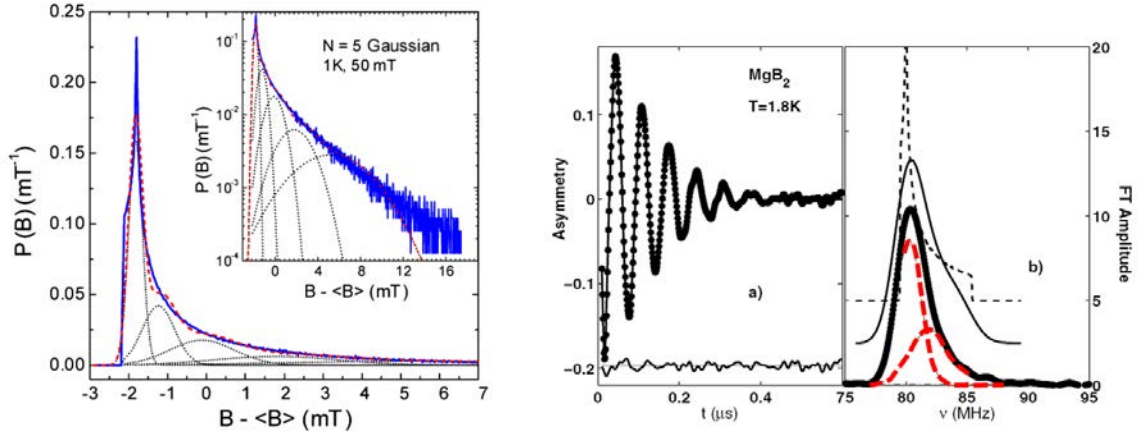 N = 5 Gaussian
1K, 50 mT
P (B) (mT⁻¹)
10⁻¹
10⁻²
10⁻³
10⁻⁴
0 4 8 12 16
B - <B> (mT)
P (B) (mT⁻¹)
0.25
0.20
0.15
0.10
0.05
0.00
-3 -2 -1 0 1 2 3 4 5 6 7
B - <B> (mT)
MgB₂
T=1.8K
Asymmetry
0.1
0
-0.1
-0.2
a)
0 0.2 0.4 0.6
t (μs)
b)
20
15
10
5
0
FT Amplitude
75 80 85 90 95
ν (MHz)